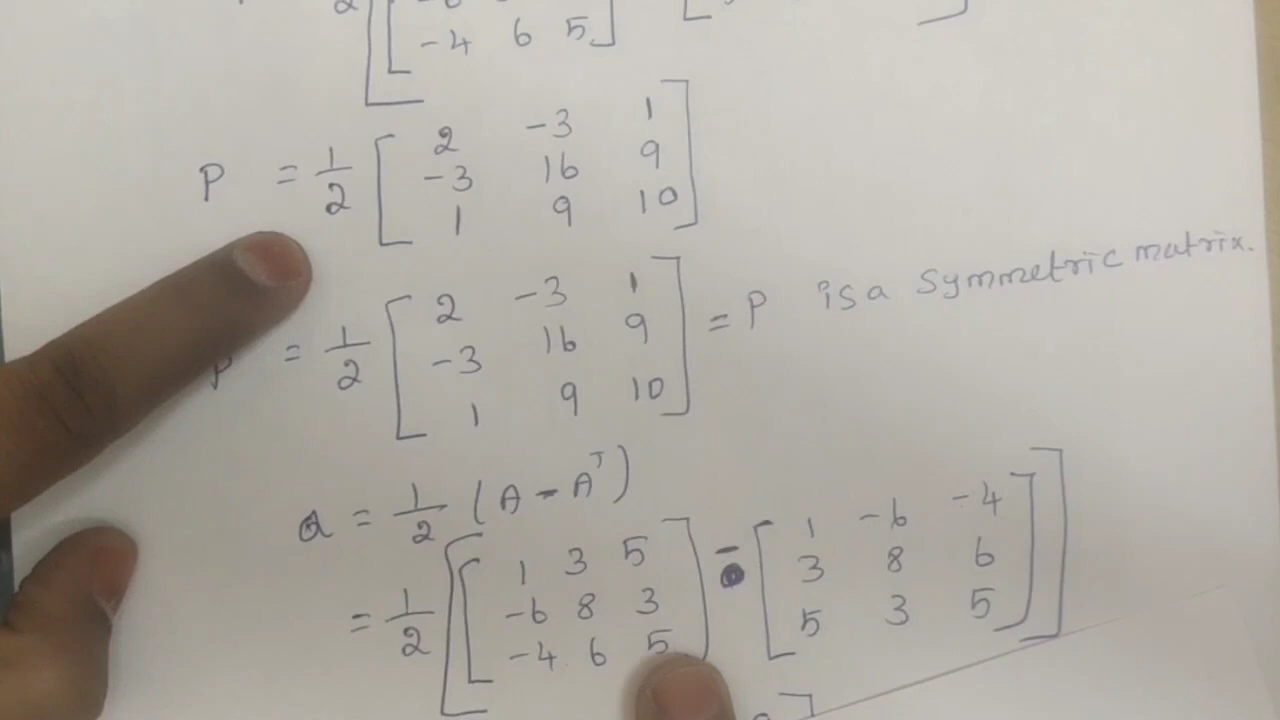 2
-4 6 5
P = 1/2 [ 2 -3 1
-3 16 9
1 9 10 ]
P = 1/2 [ 2 -3 1
-3 16 9
1 9 10 ] = P is a Symmetric matrix.
Q = 1/2 (A - A^T)
= 1/2 [ [ 1 3 5
-6 8 3
-4 6 5 ] - [ 1 -6 -4
3 8 6
5 3 5 ] ]